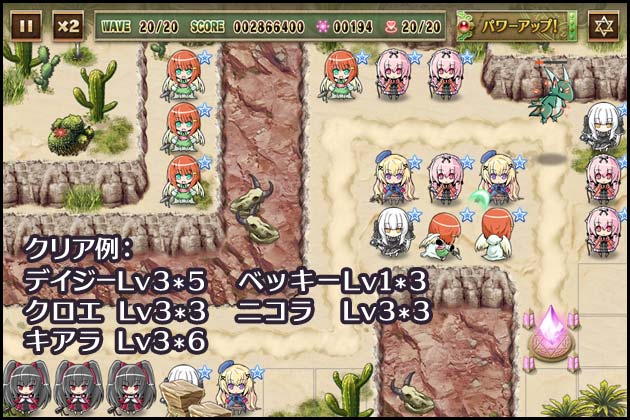 ×2 WAVE 20/20 SCORE 002866400 00194 20/20 パワーアップ!
クリア例:
デイジーLv3*5 ベッキーLv1*3
クロエ Lv3*3 ニコラ Lv3*3
キアラ Lv3*6